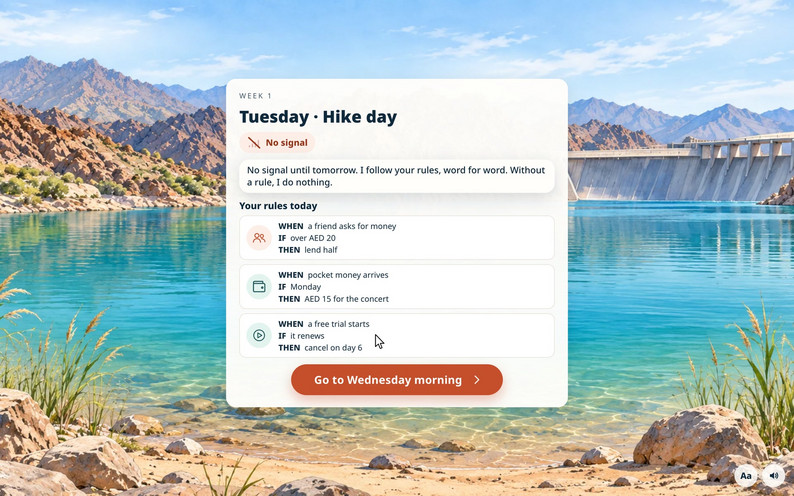 WEEK 1
Tuesday · Hike day
No signal
No signal until tomorrow. I follow your rules, word for word. Without
a rule, I do nothing.
Your rules today
WHEN a friend asks for money
IF over AED 20
THEN lend half
WHEN pocket money arrives
IF Monday
THEN AED 15 for the concert
WHEN a free trial starts
IF it renews
THEN cancel on day 6
Go to Wednesday morning
Aa